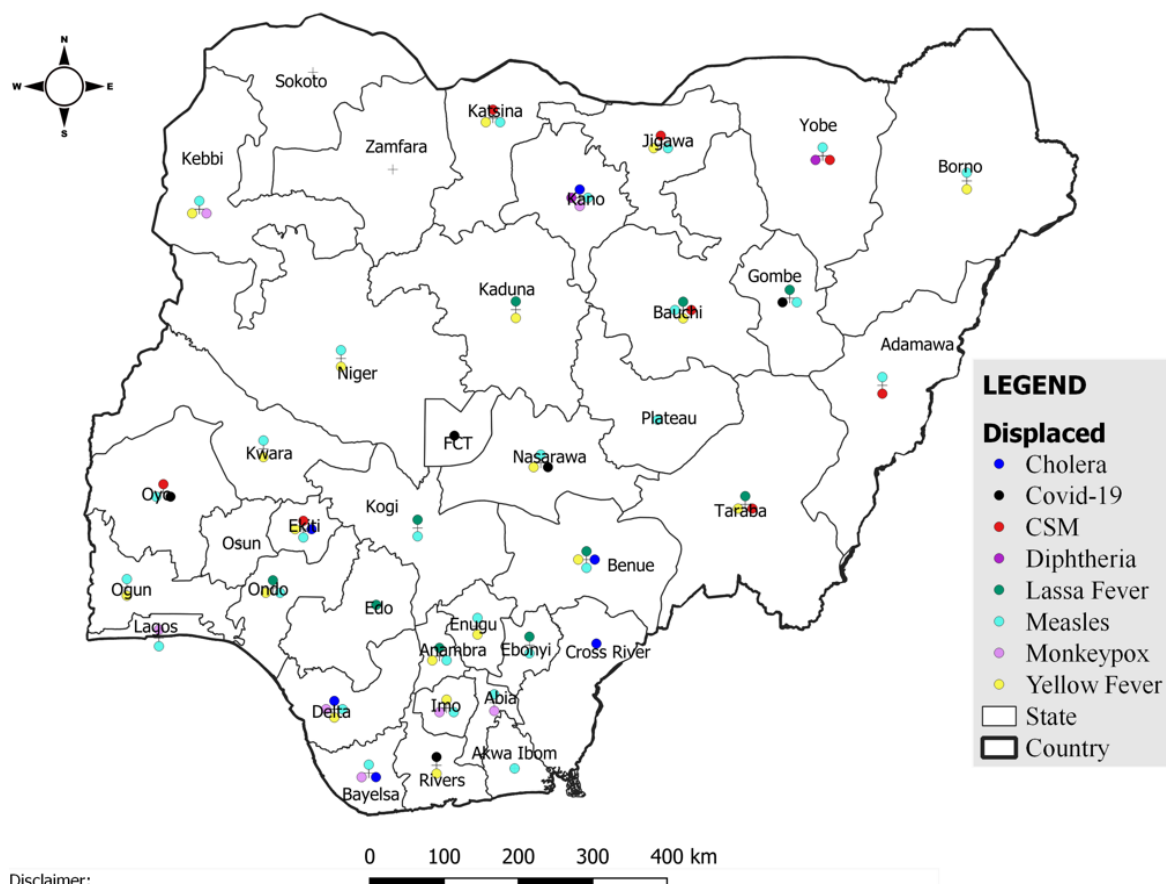 N
W E
S
Sokoto
Katsina
Zamfara
Kebbi
Jigawa
Yobe
Borno
Kano
Kaduna
Bauchi
Gombe
Adamawa
Niger
Plateau
FCT
Nasarawa
Kwara
Oyo
Kogi
Taraba
Ekiti
Osun
Benue
Ogun
Ondo
Edo
Lagos
Enugu
Anambra
Ebonyi
Cross River
Delta
Imo
Abia
Akwa Ibom
Rivers
Bayelsa
LEGEND
Displaced
Cholera
Covid-19
CSM
Diphtheria
Lassa Fever
Measles
Monkeypox
Yellow Fever
State
Country
0 100 200 300 400 km
Disclaimer: